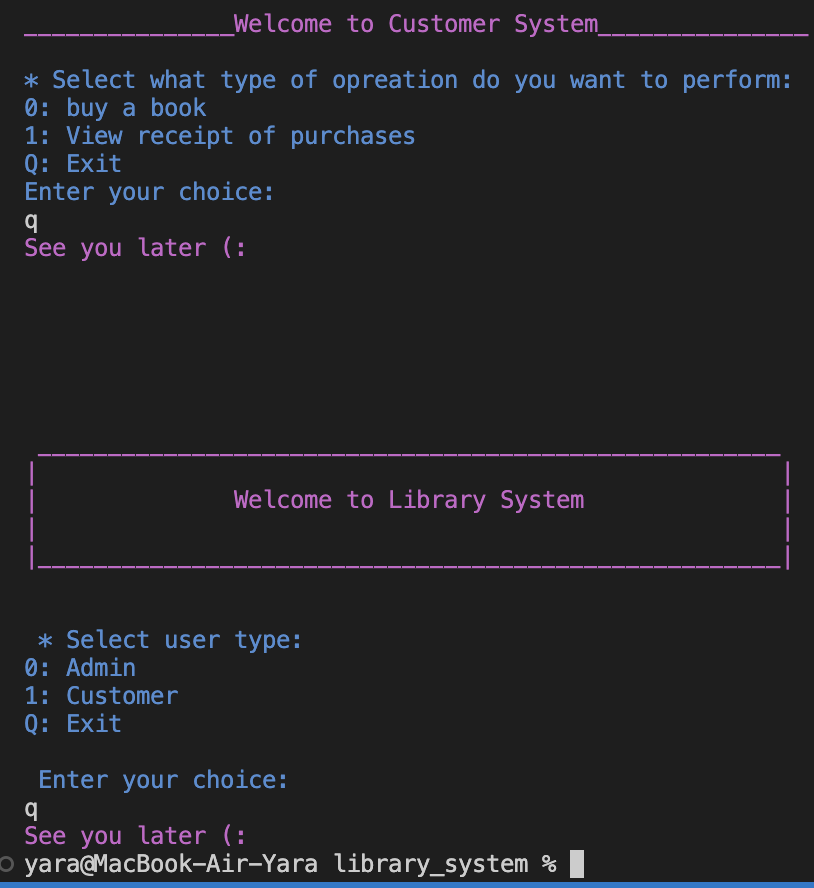 _______________Welcome to Customer System_______________
* Select what type of opreation do you want to perform:
0: buy a book
1: View receipt of purchases
Q: Exit
Enter your choice:
q
See you later (:
Welcome to Library System
* Select user type:
0: Admin
1: Customer
Q: Exit
Enter your choice:
q
See you later (:
yara@MacBook-Air-Yara library_system %